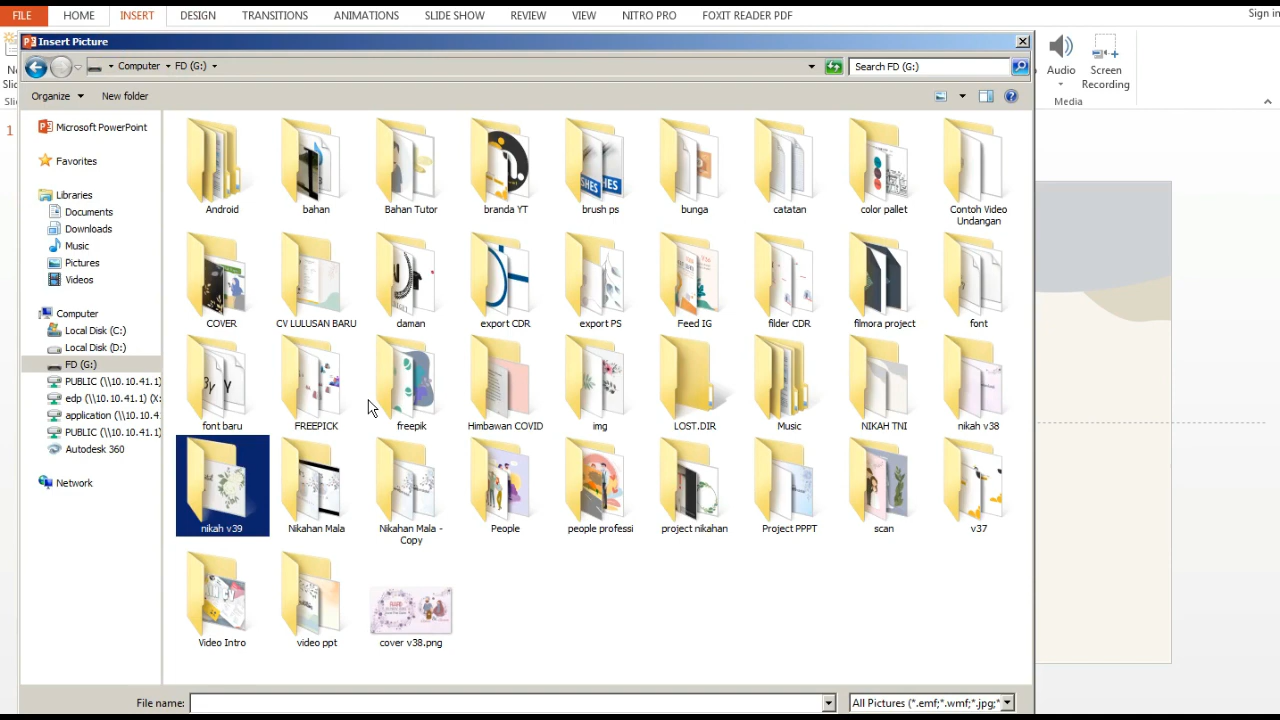 FILE HOME INSERT DESIGN TRANSITIONS ANIMATIONS SLIDE SHOW REVIEW VIEW NITRO PRO FOXIT READER PDF Sign in
Insert Picture
Computer FD (G:) Search FD (G:)
Organize New folder
Audio
Screen
Recording
Media
1
Microsoft PowerPoint
Favorites
Libraries
Documents
Downloads
Music
Pictures
Videos
Computer
Local Disk (C:)
Local Disk (D:)
FD (G:)
PUBLIC (\\10.10.41.1)
edp (\\10.10.41.1) (X:
application (\\10.10.4
PUBLIC (\\10.10.41.1)
Autodesk 360
Network
Android bahan Bahan Tutor branda YT brush ps bunga catatan color pallet Contoh Video
Undangan
COVER CV LULUSAN BARU daman export CDR export PS Feed IG filder CDR filmora project font
font baru FREEPICK freepik Himbawan COVID img LOST.DIR Music NIKAH TNI nikah v38
nikah v39 Nikahan Mala Nikahan Mala - People people professi project nikahan Project PPPT scan v37
Copy
Video Intro video ppt cover v38.png
File name: All Pictures (*.emf;*.wmf;*.jpg;*